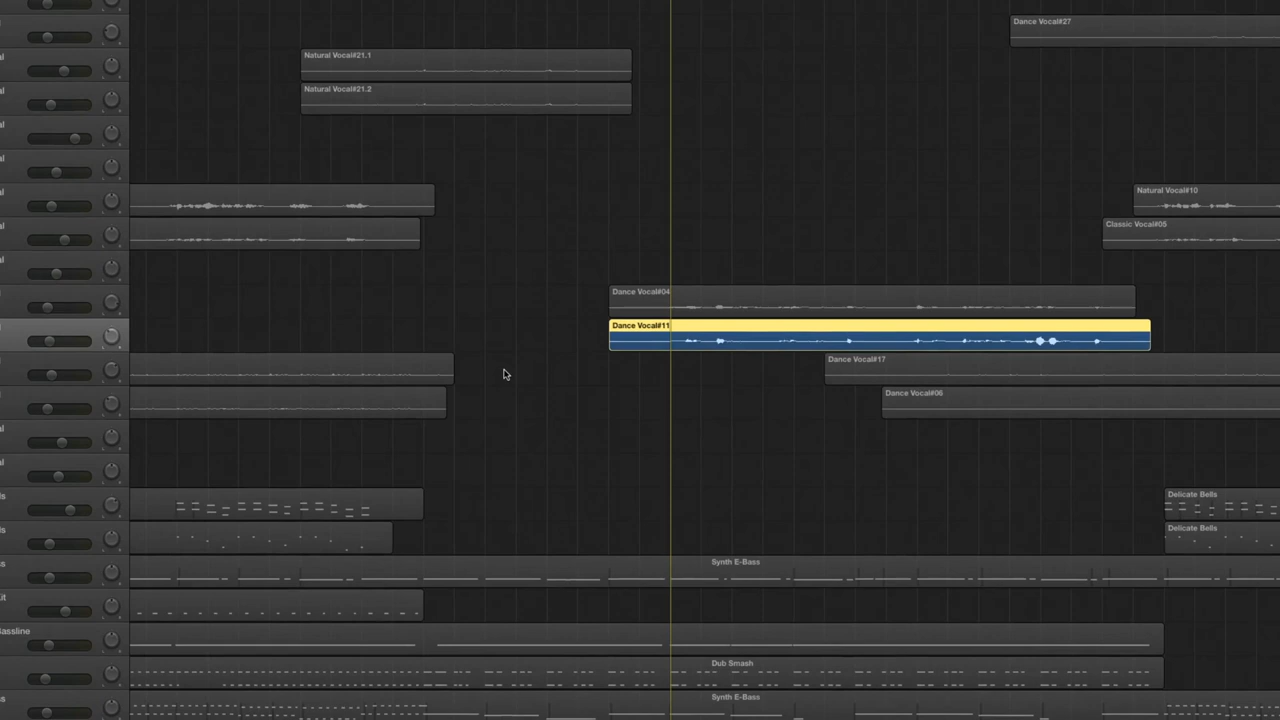 Dance Vocal#27
Natural Vocal#21.1
Natural Vocal#21.2
Natural Vocal#10
Classic Vocal#05
Dance Vocal#04
Dance Vocal#11
Dance Vocal#17
Dance Vocal#06
Delicate Bells
Delicate Bells
Synth E-Bass
Bassline
Dub Smash
Synth E-Bass